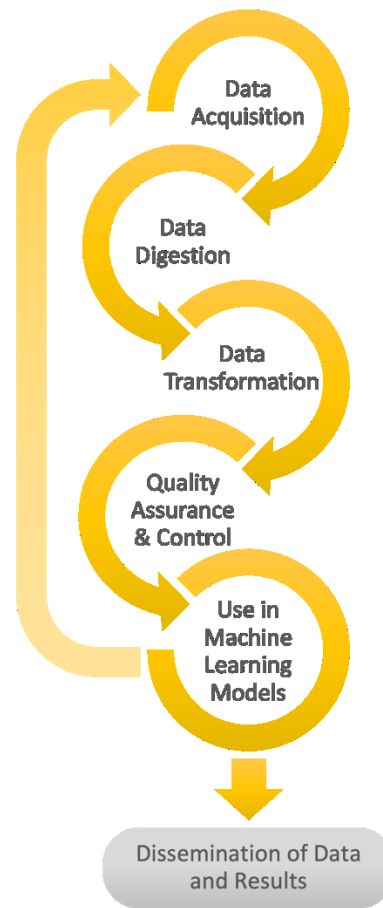 Data
Acquisition
Data
Digestion
Data
Transformation
Quality
Assurance
& Control
Use in
Machine
Learning
Models
Dissemination of Data
and Results